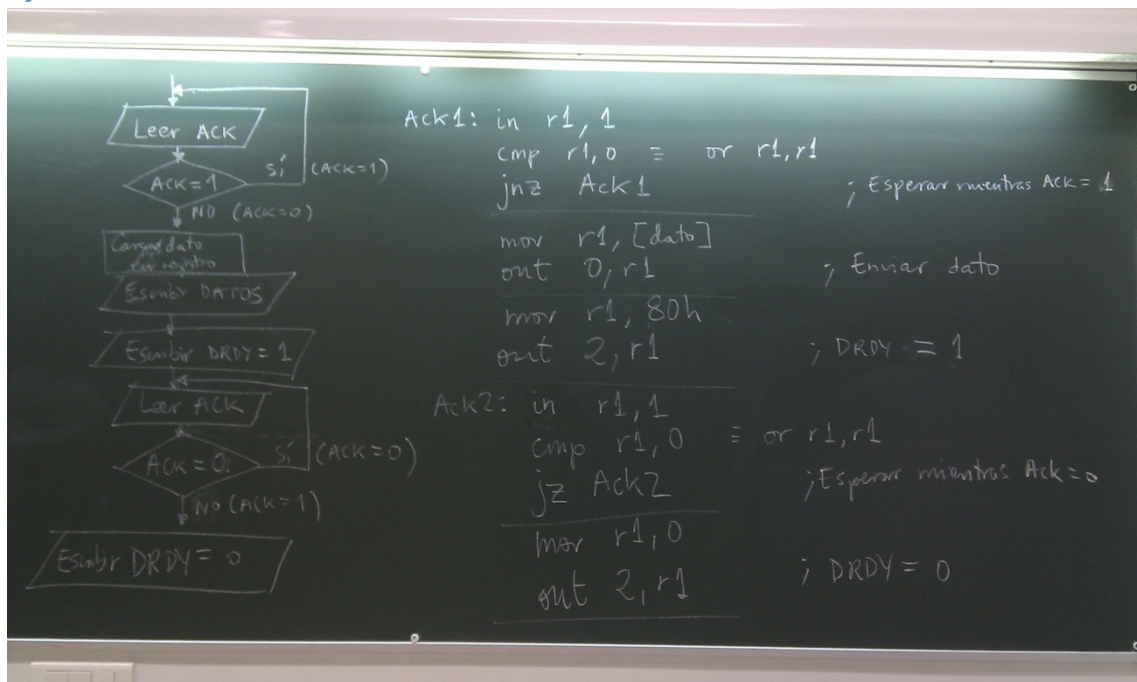 Leer ACK
ACK=1
sí
(ACK=1)
NO (ACK=0)
Cargar dato
en registro
Escribir DATOS
Escribir DRDY=1
Leer ACK
ACK=0
Sí
(ACK=0)
NO (ACK=1)
Escribir DRDY=0
Ack1: in r1, 1
cmp r1,0 ≡ or r1,r1
jnz Ack1 ; Esperar mientras Ack=1
mov r1, [dato]
out 0,r1 ; Enviar dato
mov r1, 80h
out 2,r1 ; DRDY = 1
Ack2: in r1,1
cmp r1,0 ≡ or r1,r1
jz Ack2 ;Esperar mientras Ack=0
mov r1,0
out 2,r1 ; DRDY=0